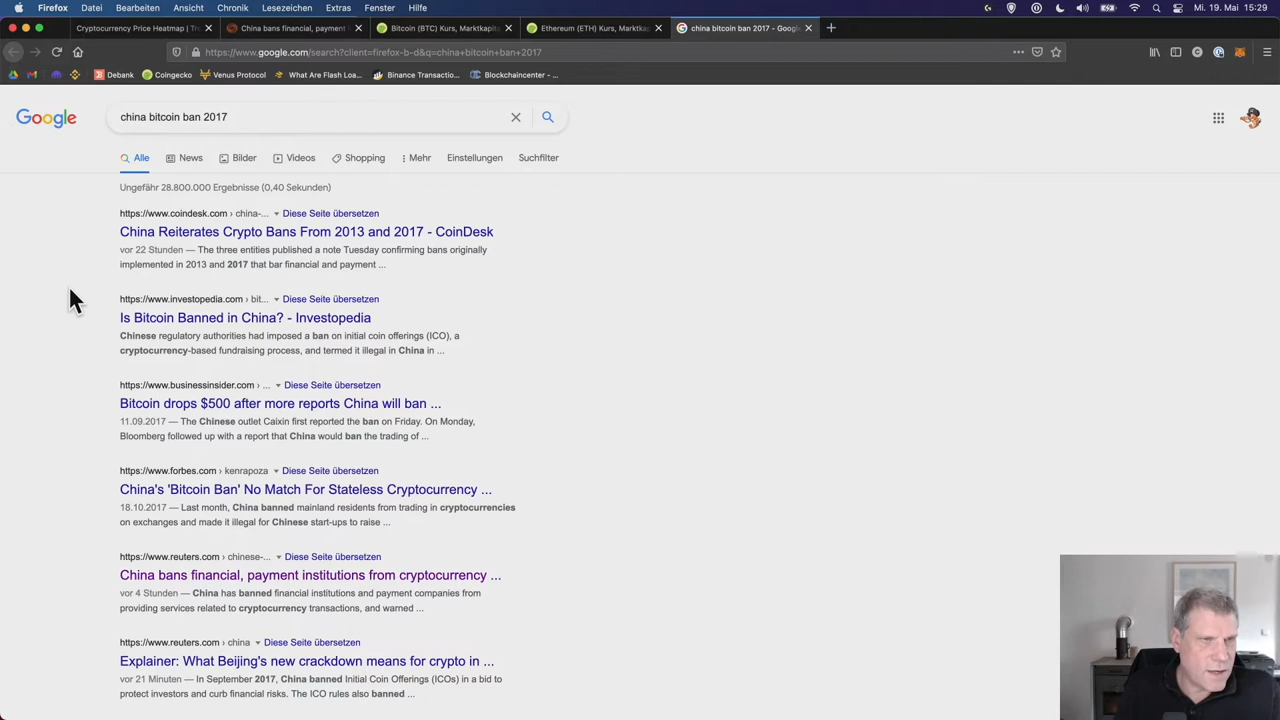 Firefox Datei Bearbeiten Ansicht Chronik Lesezeichen Extras Fenster Hilfe Mi. 19. Mai 15:29
Cryptocurrency Price Heatmap | Tr China bans financial, payment Bitcoin (BTC) Kurs, Marktkapita Ethereum (ETH) Kurs, Marktkap china bitcoin ban 2017 - Google
https://www.google.com/search?client=firefox-b-d&q=china+bitcoin+ban+2017
Debank Coingecko Venus Protocol What Are Flash Loa... Binance Transactio... Blockchaincenter - ...
Google china bitcoin ban 2017
Alle News Bilder Videos Shopping Mehr Einstellungen Suchfilter
Ungefähr 28.800.000 Ergebnisse (0,40 Sekunden)
https://www.coindesk.com › china-... Diese Seite übersetzen
China Reiterates Crypto Bans From 2013 and 2017 - CoinDesk
vor 22 Stunden — The three entities published a note Tuesday confirming bans originally
implemented in 2013 and 2017 that bar financial and payment ...
https://www.investopedia.com › bit... Diese Seite übersetzen
Is Bitcoin Banned in China? - Investopedia
Chinese regulatory authorities had imposed a ban on initial coin offerings (ICO), a
cryptocurrency-based fundraising process, and termed it illegal in China in ...
https://www.businessinsider.com › ... Diese Seite übersetzen
Bitcoin drops $500 after more reports China will ban ...
11.09.2017 — The Chinese outlet Caixin first reported the ban on Friday. On Monday,
Bloomberg followed up with a report that China would ban the trading of ...
https://www.forbes.com › kenrapoza Diese Seite übersetzen
China's 'Bitcoin Ban' No Match For Stateless Cryptocurrency ...
18.10.2017 — Last month, China banned mainland residents from trading in cryptocurrencies
on exchanges and made it illegal for Chinese start-ups to raise ...
https://www.reuters.com › chinese-... Diese Seite übersetzen
China bans financial, payment institutions from cryptocurrency ...
vor 4 Stunden — China has banned financial institutions and payment companies from
providing services related to cryptocurrency transactions, and warned ...
https://www.reuters.com › china Diese Seite übersetzen
Explainer: What Beijing's new crackdown means for crypto in ...
vor 21 Minuten — In September 2017, China banned Initial Coin Offerings (ICOs) in a bid to
protect investors and curb financial risks. The ICO rules also banned ...